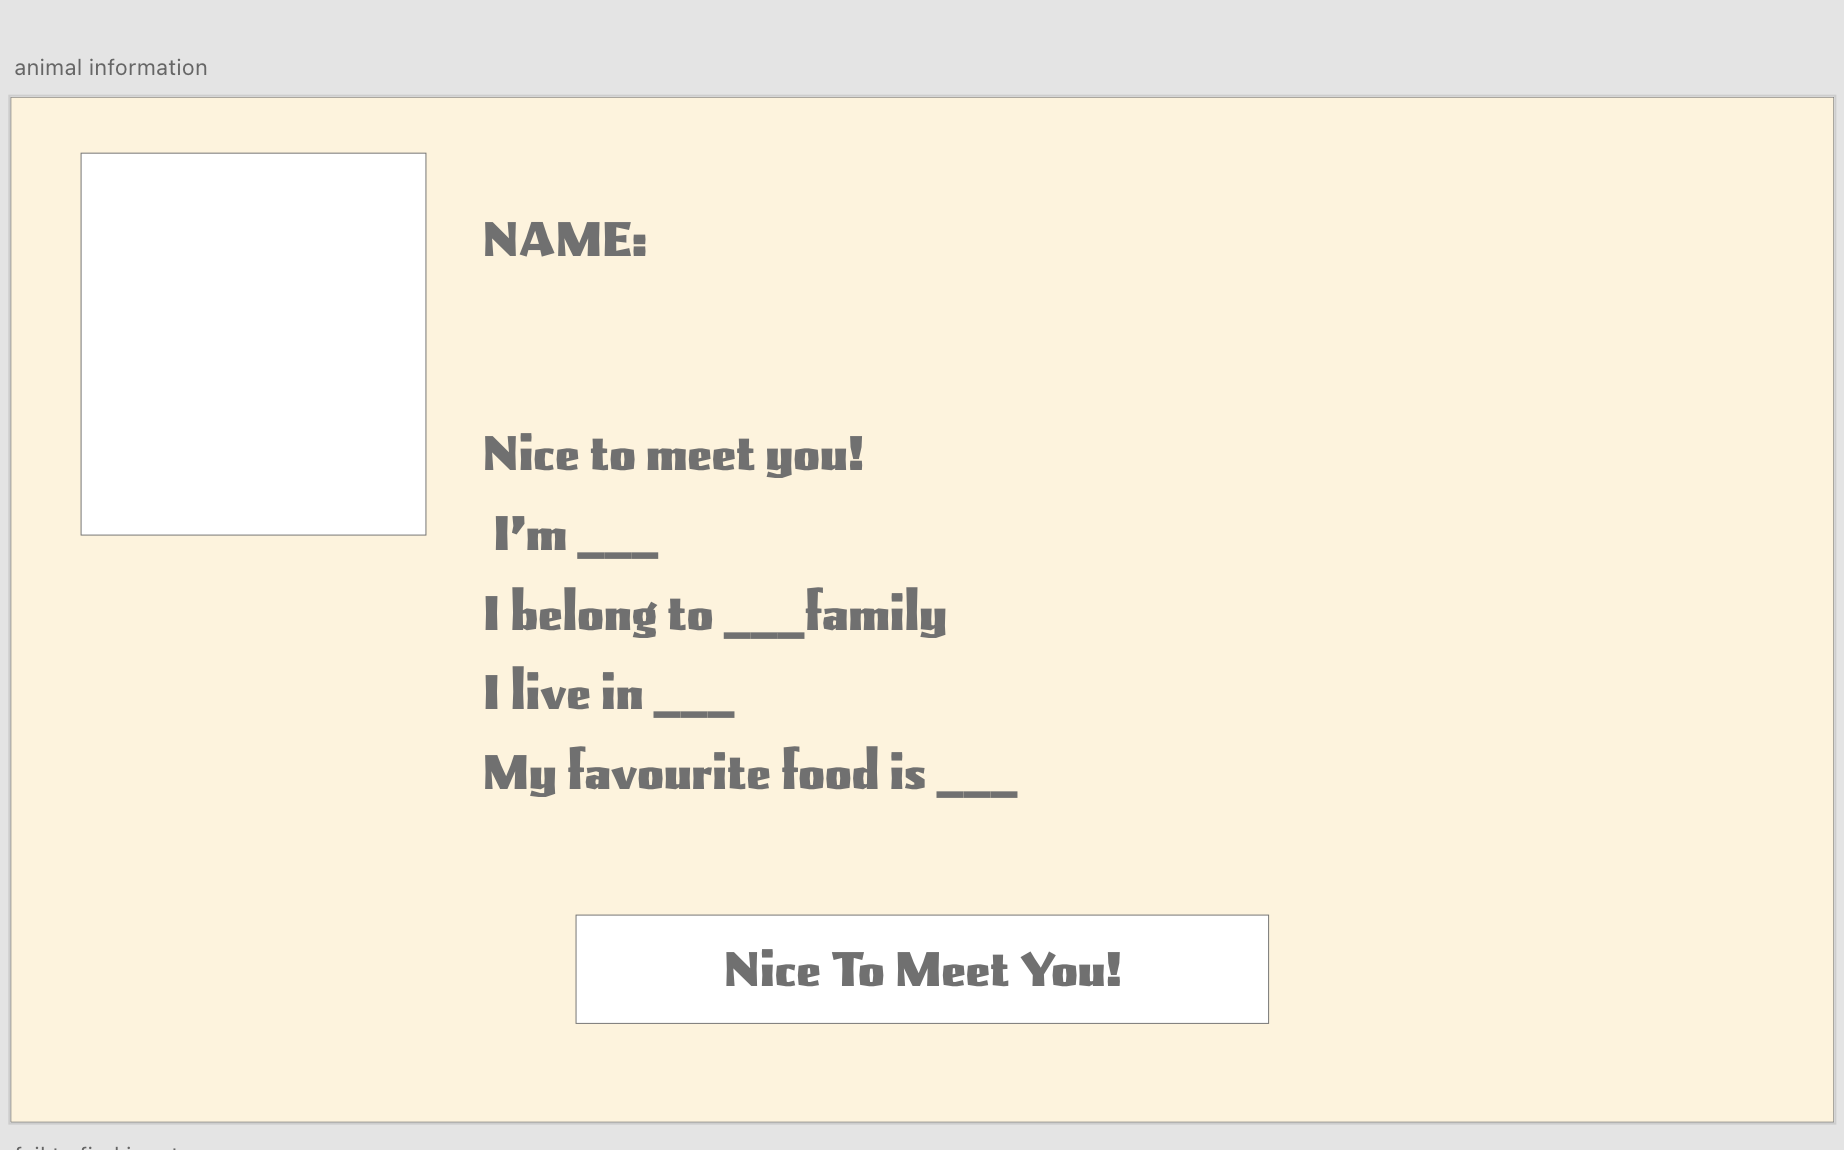 animal information
NAME:
Nice to meet you!
I'm ___
I belong to ___family
I live in ___
My favourite food is ___
Nice To Meet You!